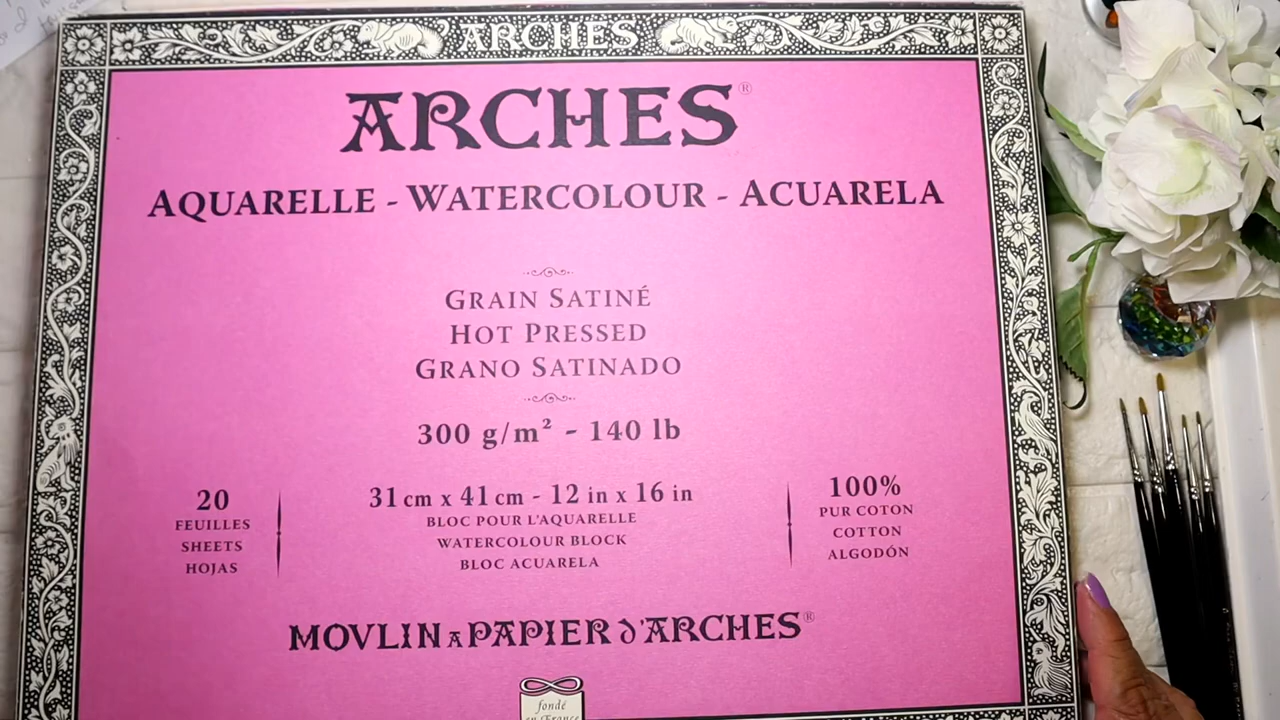 ARCHES
ARCHES®
AQUARELLE - WATERCOLOUR - ACUARELA
GRAIN SATINÉ
HOT PRESSED
GRANO SATINADO
300 g/m² - 140 lb
20
FEUILLES
SHEETS
HOJAS
31 cm x 41 cm - 12 in x 16 in
BLOC POUR L'AQUARELLE
WATERCOLOUR BLOCK
BLOC ACUARELA
100%
PUR COTON
COTTON
ALGODÓN
MOVLIN A PAPIER d'ARCHES®
fondé
en France